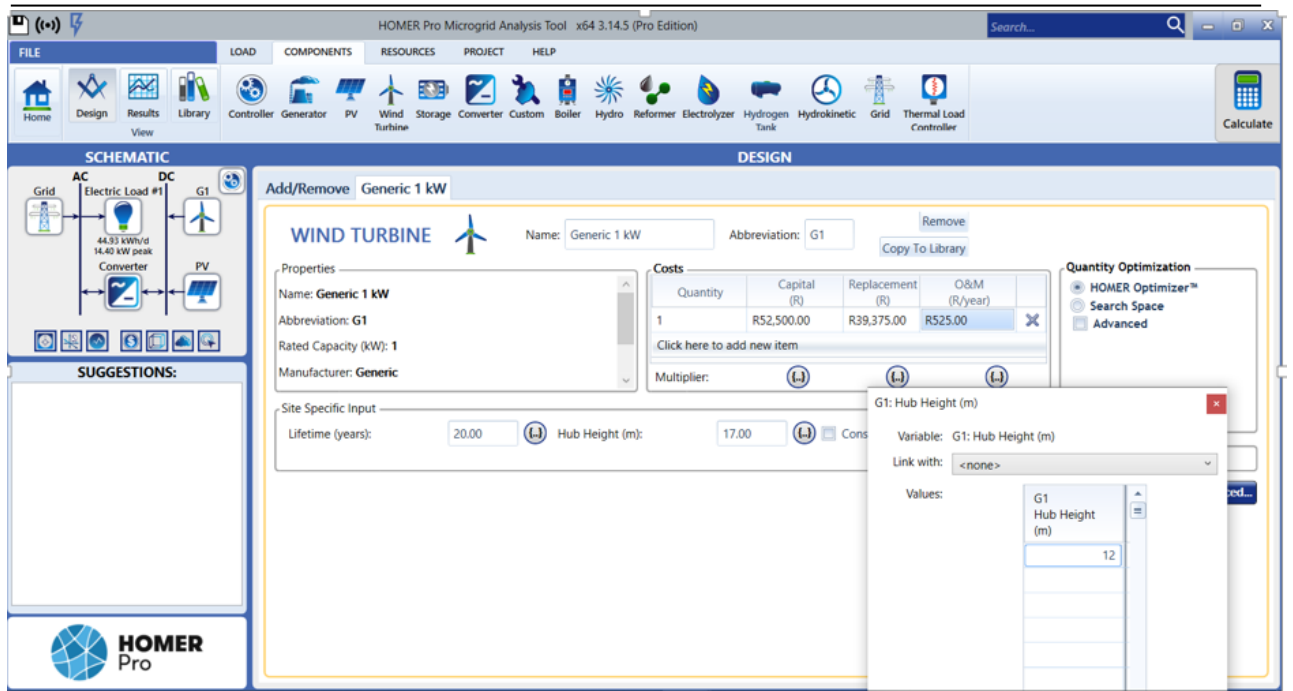 HOMER Pro Microgrid Analysis Tool x64 3.14.5 (Pro Edition)
Search...
FILE
LOAD
COMPONENTS
RESOURCES
PROJECT
HELP
Home
Design
Results
Library
View
Controller
Generator
PV
Wind
Turbine
Storage
Converter
Custom
Boiler
Hydro
Reformer
Electrolyzer
Hydrogen
Tank
Hydrokinetic
Grid
Thermal Load
Controller
Calculate
SCHEMATIC
AC
DC
Grid
Electric Load #1
G1
44.93 kWh/d
14.40 kW peak
Converter
PV
SUGGESTIONS:
HOMER
Pro
DESIGN
Add/Remove
Generic 1 kW
WIND TURBINE
Name: Generic 1 kW
Abbreviation: G1
Remove
Copy To Library
Properties
Name: Generic 1 kW
Abbreviation: G1
Rated Capacity (kW): 1
Manufacturer: Generic
Costs
Quantity
Capital
(R)
Replacement
(R)
O&M
(R/year)
1 R52,500.00 R39,375.00 R525.00
Click here to add new item
Multiplier: {..} {..} {..}
Quantity Optimization
HOMER Optimizer™
Search Space
Advanced
Site Specific Input
Lifetime (years): 20.00 {..} Hub Height (m): 17.00 {..} Cons
ced...
G1: Hub Height (m)
Variable: G1: Hub Height (m)
Link with: <none>
Values:
G1
Hub Height
(m)
12